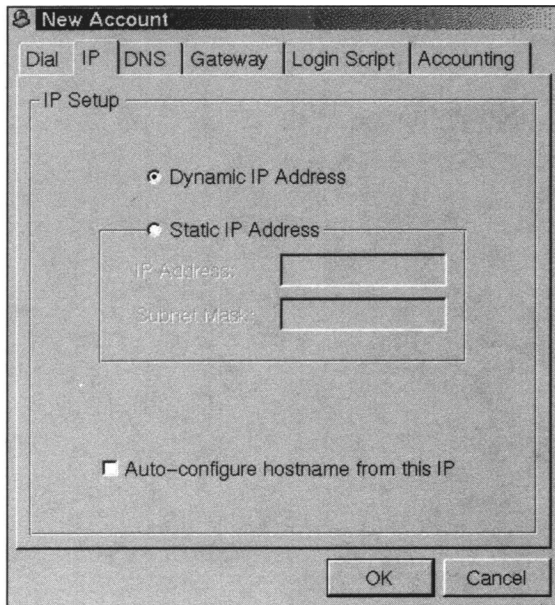 New Account
Dial IP DNS Gateway Login Script Accounting
IP Setup
Dynamic IP Address
Static IP Address
IP Address:
Subnet Mask:
Auto-configure hostname from this IP
OK Cancel